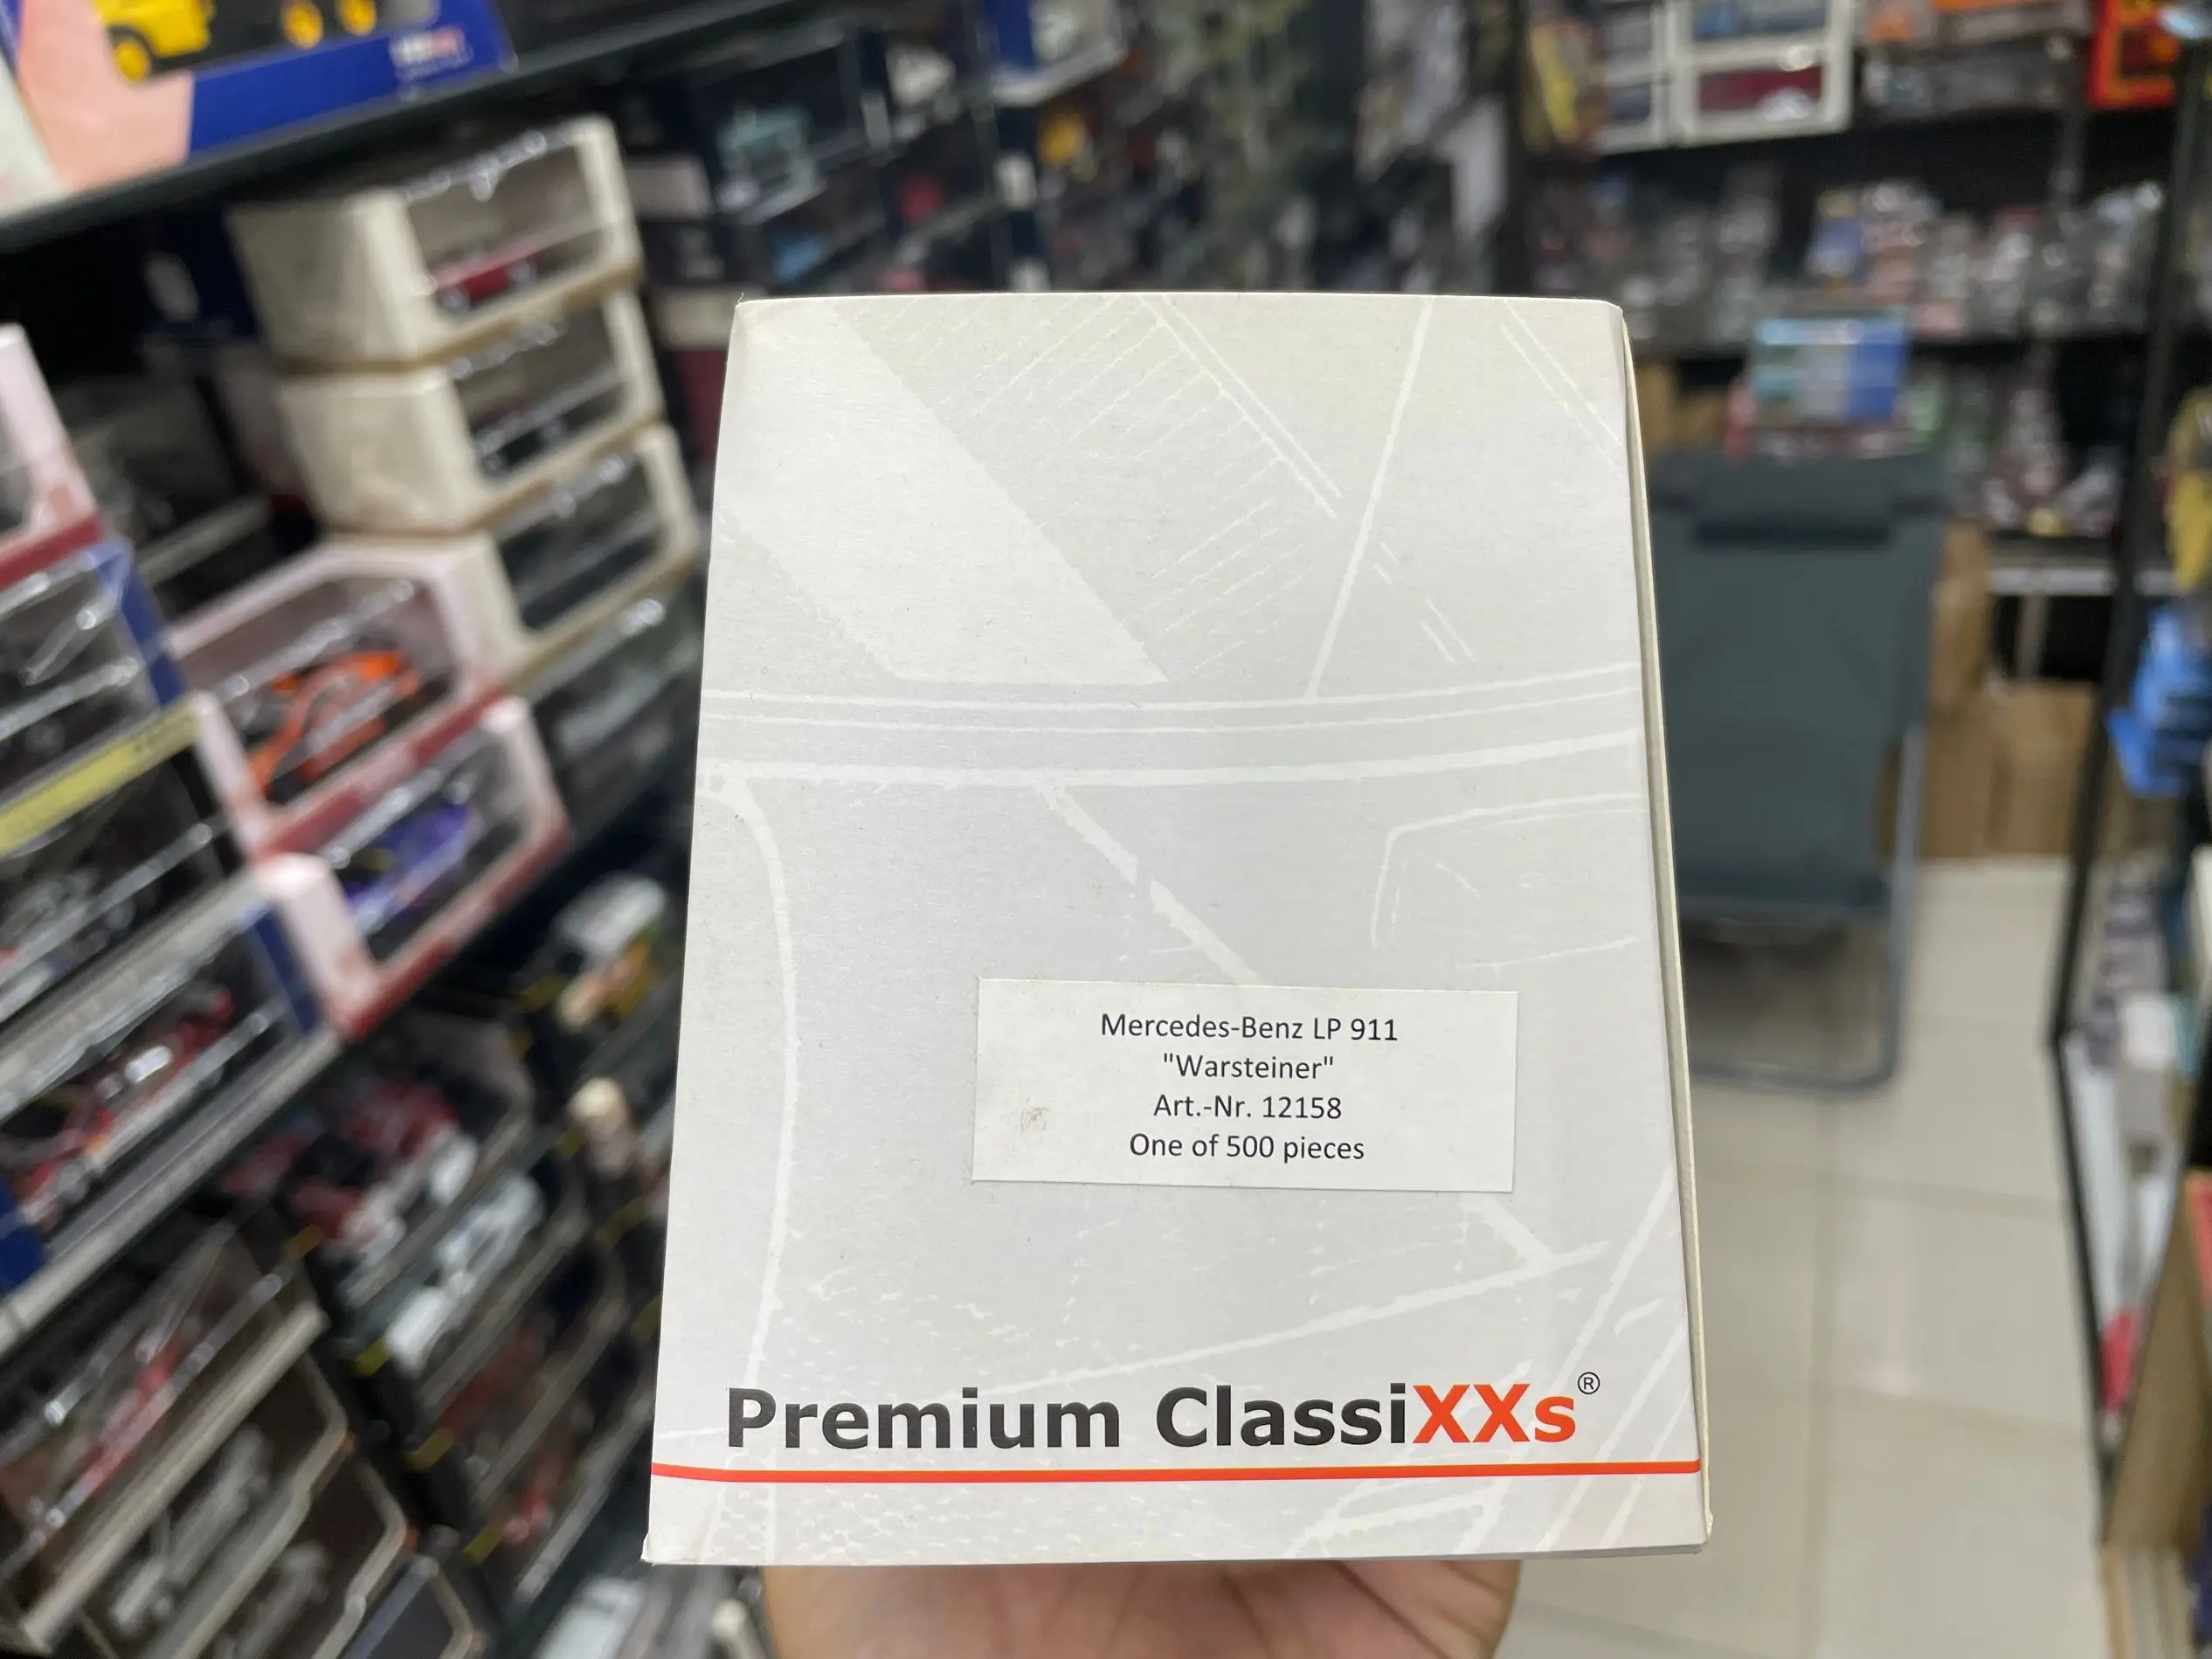 Mercedes-Benz LP 911
"Warsteiner"
Art.-Nr. 12158
One of 500 pieces
Premium ClassiXXs®